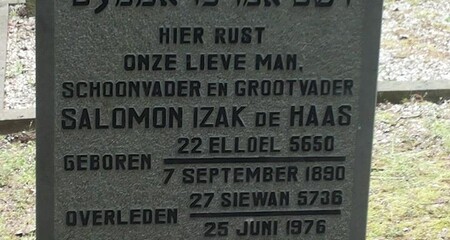 HIER RUST
ONZE LIEVE MAN,
SCHOONVADER EN GROOTVADER
SALOMON IZAK DE HAAS
GEBOREN 22 ELLOEL 5650
7 SEPTEMBER 1890
OVERLEDEN 27 SIEWAN 5736
25 JUNI 1976